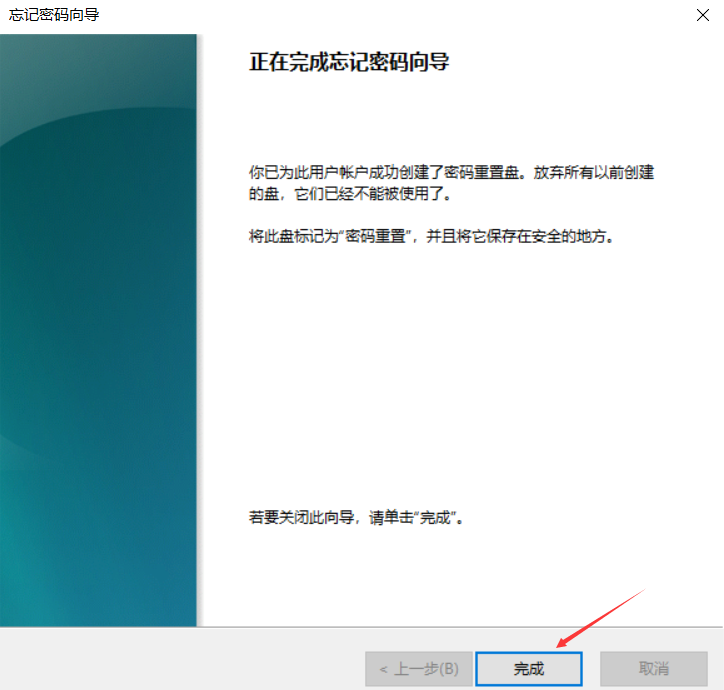 忘记密码向导
正在完成忘记密码向导
你已为此用户帐户成功创建了密码重置盘。放弃所有以前创建
的盘，它们已经不能被使用了。
将此盘标记为“密码重置”，并且将它保存在安全的地方。
若要关闭此向导，请单击“完成”。
< 上一步(B) 完成 取消